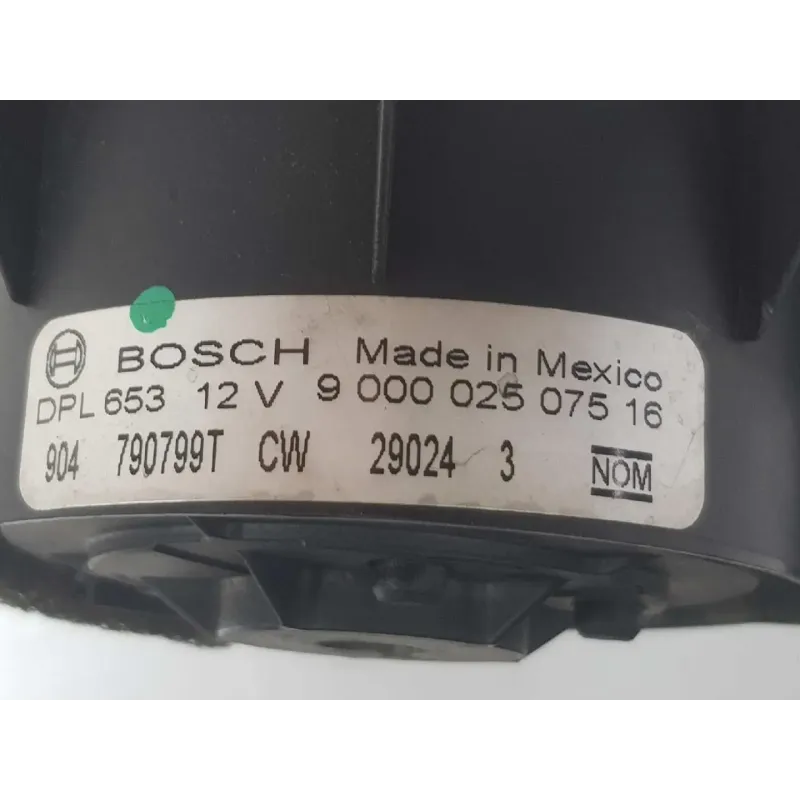 BOSCH Made in Mexico
DPL 653 12 V 9 000 025 075 16
904 790799T CW 29024 3 NOM